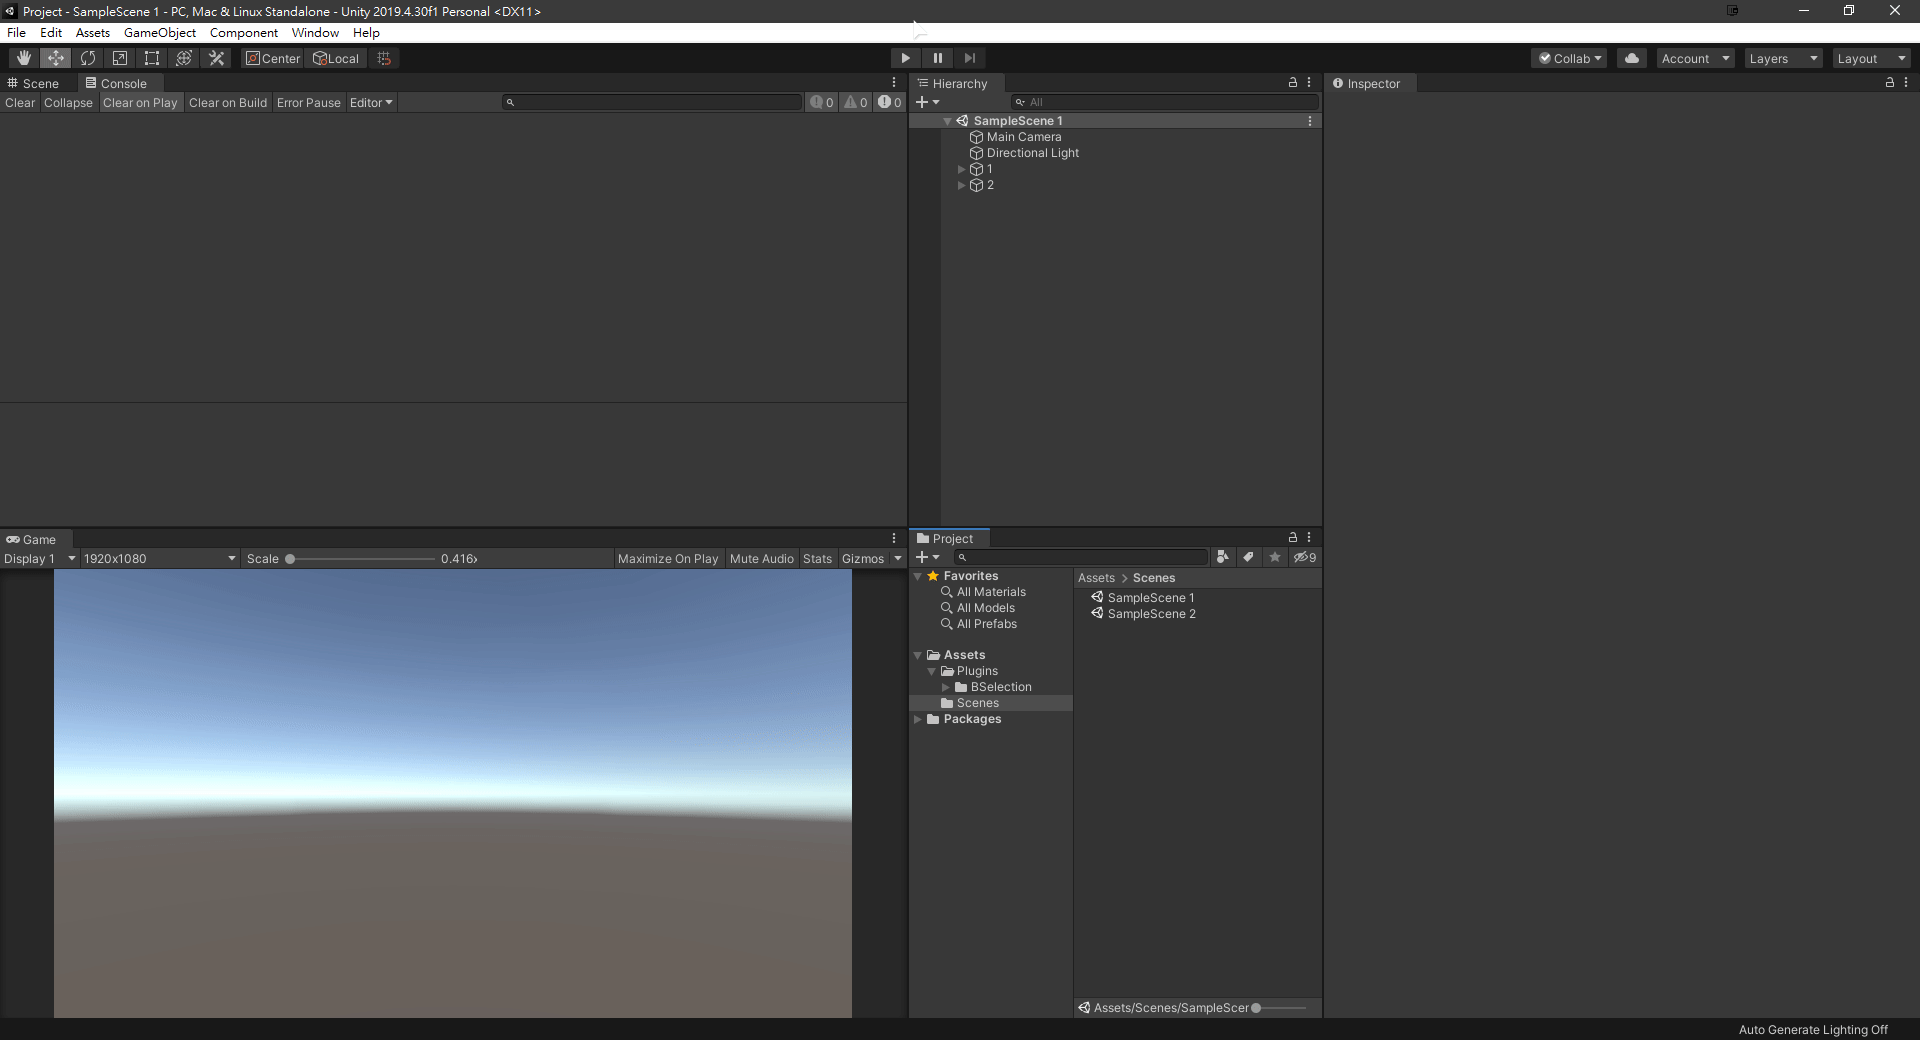 Project - SampleScene 1 - PC, Mac & Linux Standalone - Unity 2019.4.30f1 Personal <DX11>
File Edit Assets GameObject Component Window Help
Center Local Collab Account Layers Layout
Scene Console
Clear Collapse Clear on Play Clear on Build Error Pause Editor 0 0 0
Hierarchy
All
SampleScene 1
Main Camera
Directional Light
1
2
Inspector
Game
Display 1 1920x1080 Scale 0.416x Maximize On Play Mute Audio Stats Gizmos
Project
9
Favorites
All Materials
All Models
All Prefabs
Assets
Plugins
BSelection
Scenes
Packages
Assets > Scenes
SampleScene 1
SampleScene 2
Assets/Scenes/SampleScer
Auto Generate Lighting Off